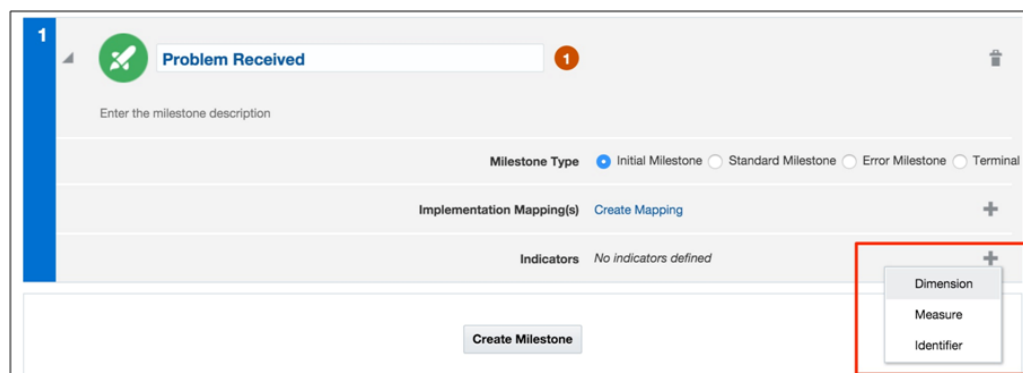 1
Problem Received 1
Enter the milestone description
Milestone Type Initial Milestone Standard Milestone Error Milestone Terminal
Implementation Mapping(s) Create Mapping
Indicators No indicators defined
Dimension
Measure
Identifier
Create Milestone